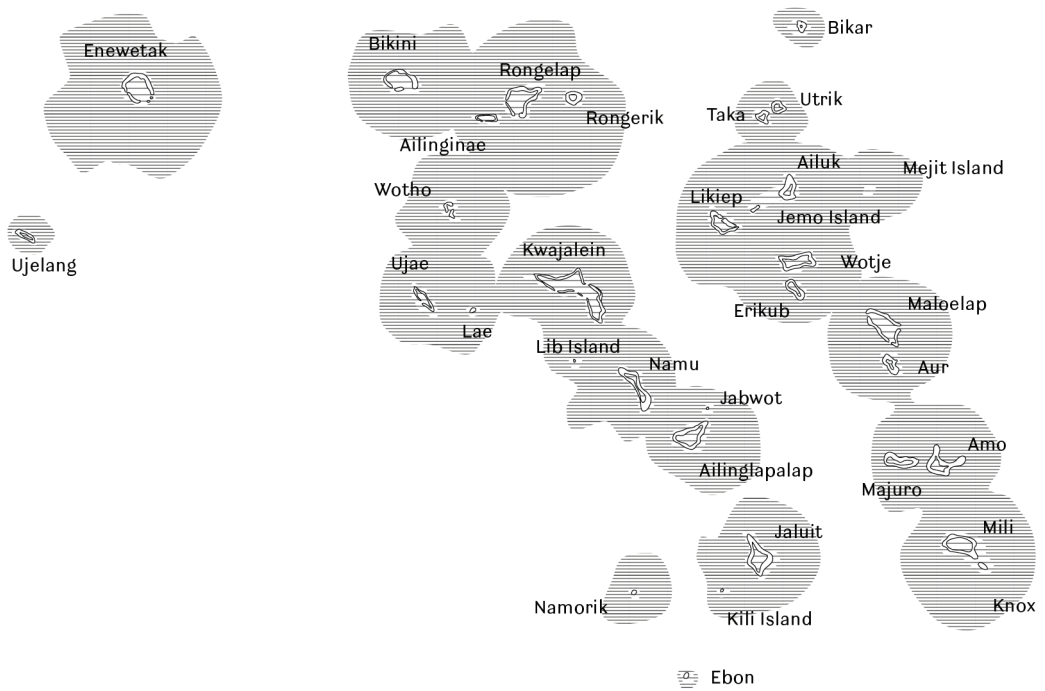 Bikar
Enewetak
Bikini
Rongelap
Utrik
Taka
Rongerik
Ailinginae
Ailuk
Mejit Island
Wotho
Likiep
Jemo Island
Ujelang
Ujae
Kwajalein
Wotje
Erikub
Maloelap
Lae
Lib Island
Namu
Aur
Jabwot
Amo
Ailinglapalap
Majuro
Jaluit
Mili
Namorik
Kili Island
Knox
Ebon